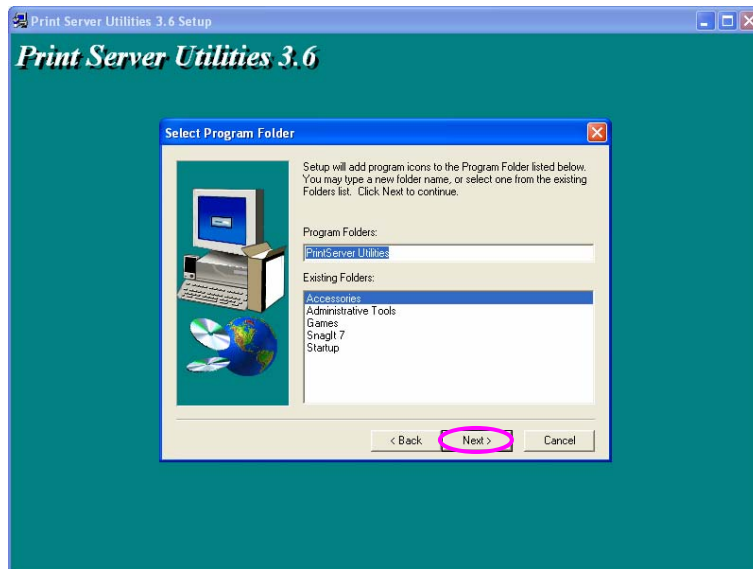 Print Server Utilities 3.6 Setup
Print Server Utilities 3.6
Select Program Folder
Setup will add program icons to the Program Folder listed below.
You may type a new folder name, or select one from the existing
Folders list. Click Next to continue.
Program Folders:
PrintServer Utilities
Existing Folders:
Accessories
Administrative Tools
Games
SnagIt 7
Startup
< Back Next > Cancel